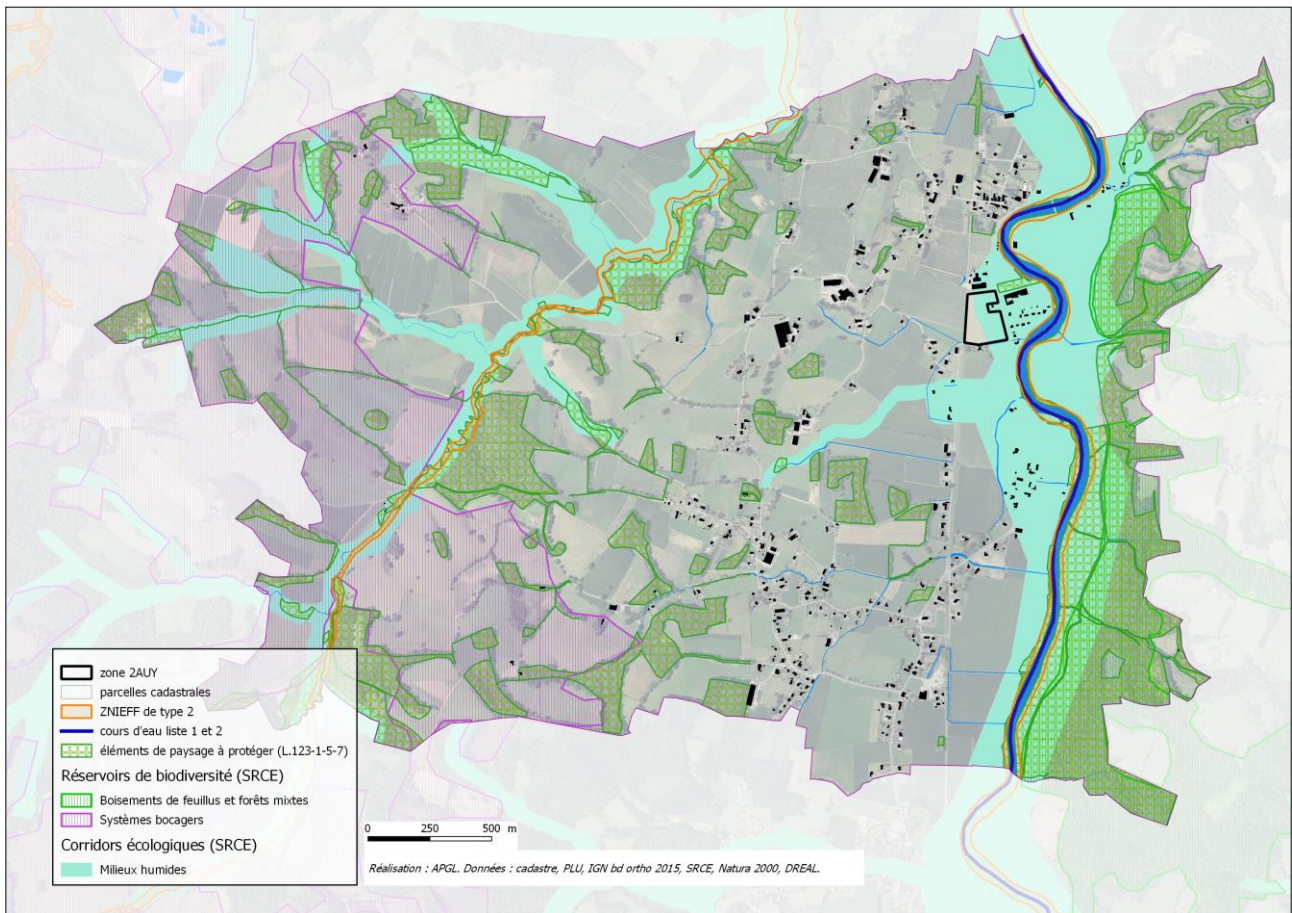 zone 2AUY
parcelles cadastrales
ZNIEFF de type 2
cours d'eau liste 1 et 2
éléments de paysage à protéger (L.123-1-5-7)
Réservoirs de biodiversité (SRCE)
Boisements de feuillus et forêts mixtes
Systèmes bocagers
Corridors écologiques (SRCE)
Milieux humides
0 250 500 m
Réalisation : APGL. Données : cadastre, PLU, IGN bd ortho 2015, SRCE, Natura 2000, DREAL.